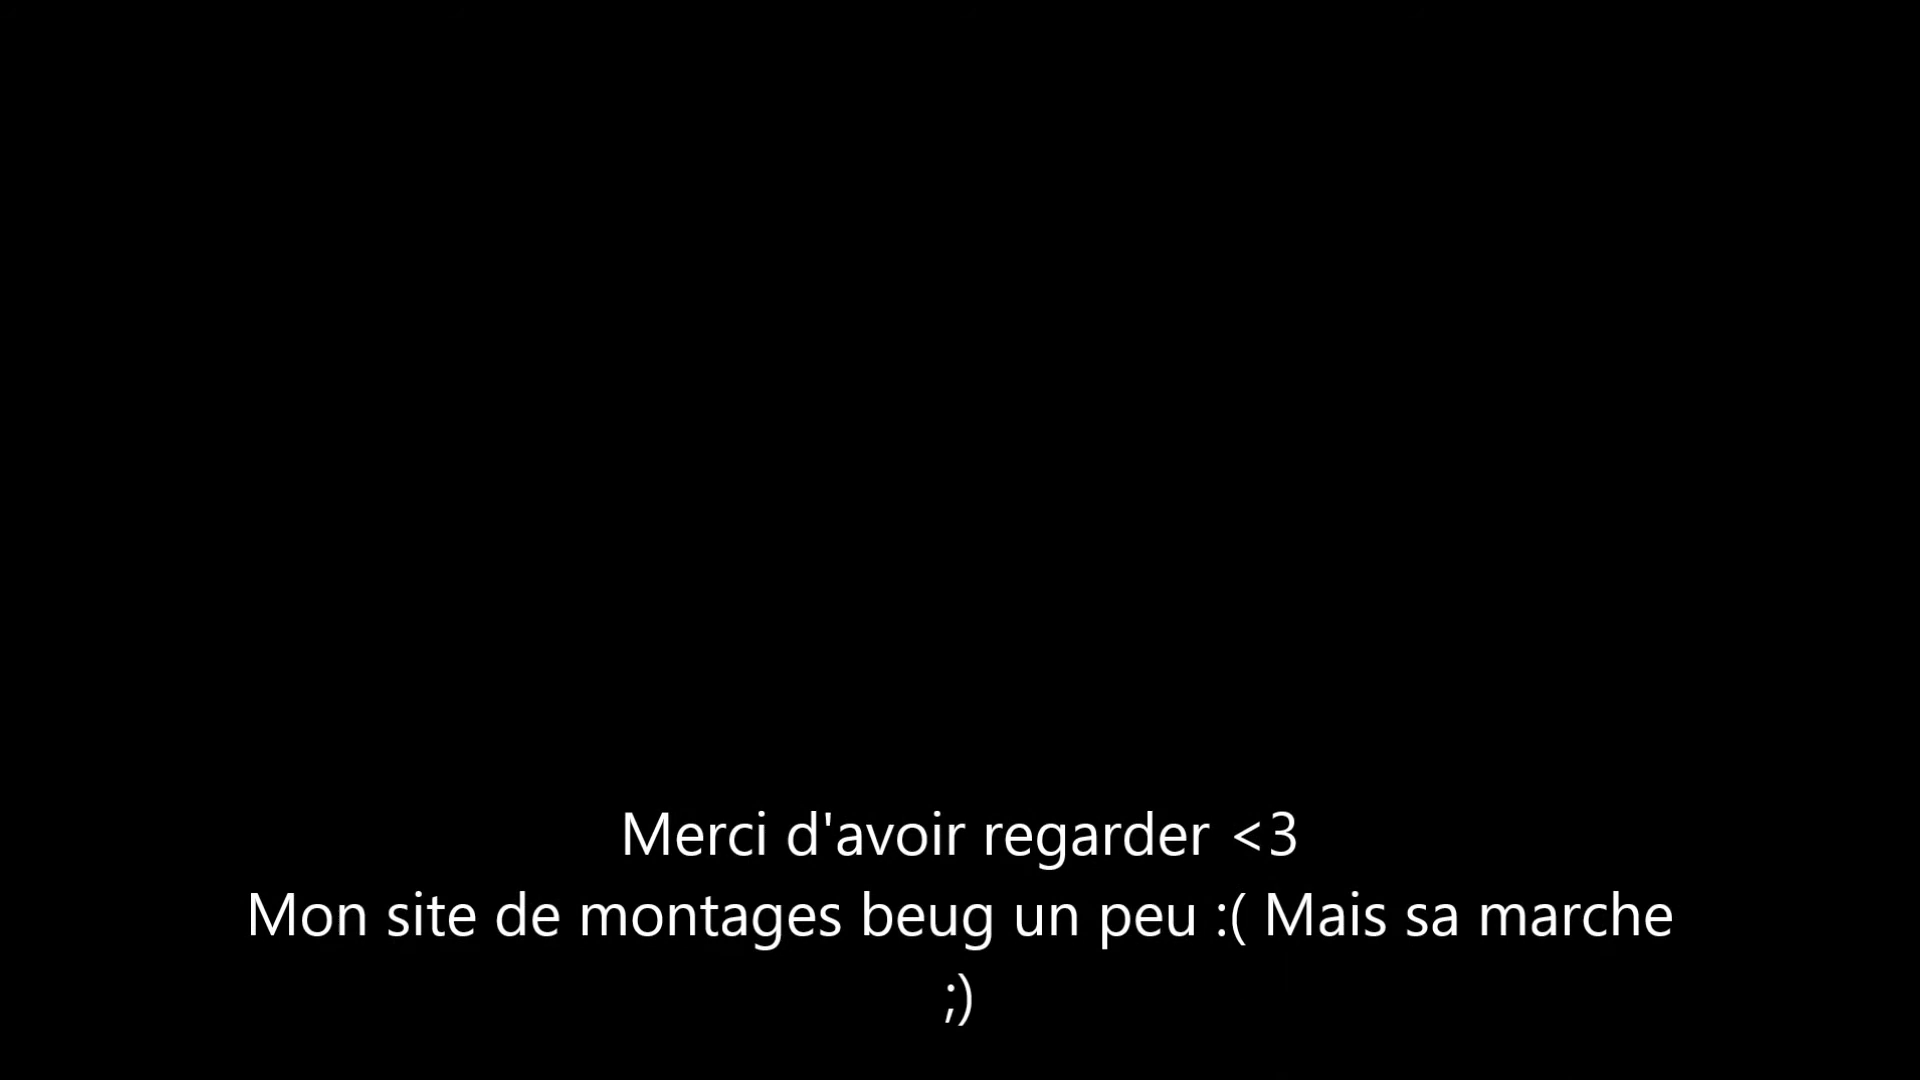 Merci d'avoir regarder <3
Mon site de montages beug un peu :( Mais sa marche
;)